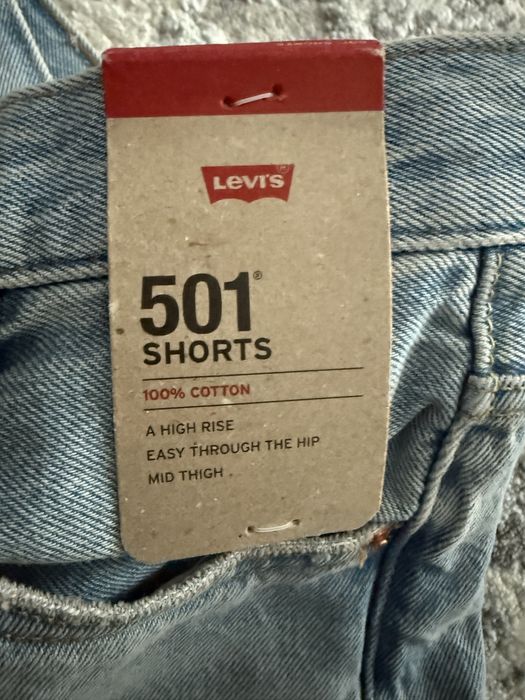 Levi's
501®
SHORTS
100% COTTON
A HIGH RISE
EASY THROUGH THE HIP
MID THIGH